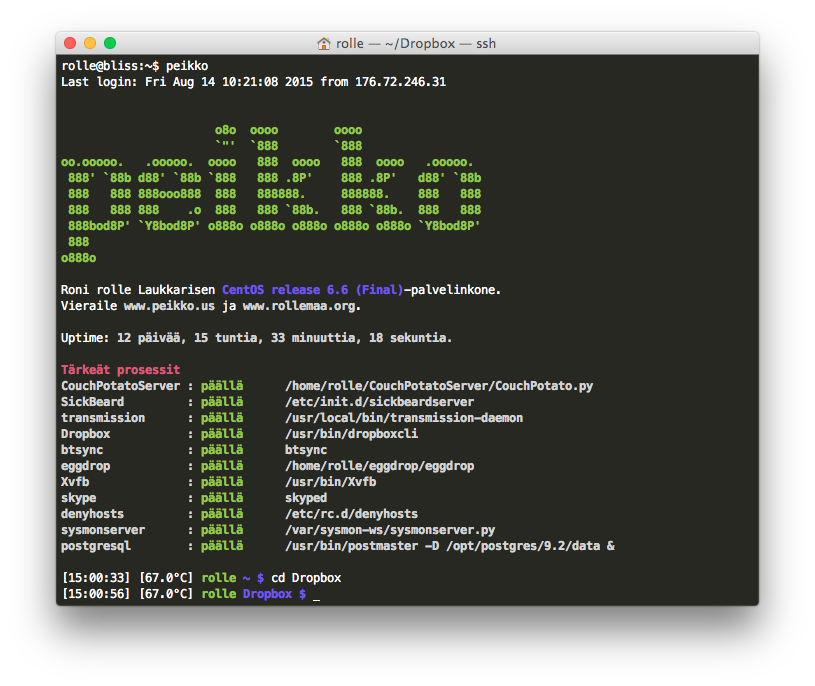 rolle — ~/Dropbox — ssh
rolle@bliss:~$ peikko
Last login: Fri Aug 14 10:21:08 2015 from 176.72.246.31
                      o8o  oooo        oooo
                      `"'  `888        `888
oo.ooooo.   .ooooo.  oooo   888  oooo   888  oooo   .ooooo.
 888' `88b d88' `88b `888   888 .8P'    888 .8P'   d88' `88b
 888   888 888ooo888  888   888888.     888888.    888   888
 888   888 888    .o  888   888 `88b.   888 `88b.  888   888
 888bod8P' `Y8bod8P' o888o o888o o888o o888o o888o `Y8bod8P'
 888
o888o
Roni rolle Laukkarisen CentOS release 6.6 (Final)-palvelinkone.
Vieraile www.peikko.us ja www.rollemaa.org.
Uptime: 12 päivää, 15 tuntia, 33 minuuttia, 18 sekuntia.
Tärkeät prosessit
CouchPotatoServer : päällä      /home/rolle/CouchPotatoServer/CouchPotato.py
SickBeard         : päällä      /etc/init.d/sickbeardserver
transmission      : päällä      /usr/local/bin/transmission-daemon
Dropbox           : päällä      /usr/bin/dropboxcli
btsync            : päällä      btsync
eggdrop           : päällä      /home/rolle/eggdrop/eggdrop
Xvfb              : päällä      /usr/bin/Xvfb
skype             : päällä      skyped
denyhosts         : päällä      /etc/rc.d/denyhosts
sysmonserver      : päällä      /var/sysmon-ws/sysmonserver.py
postgresql        : päällä      /usr/bin/postmaster -D /opt/postgres/9.2/data &
[15:00:33] [67.0°C] rolle ~ $ cd Dropbox
[15:00:56] [67.0°C] rolle Dropbox $ _